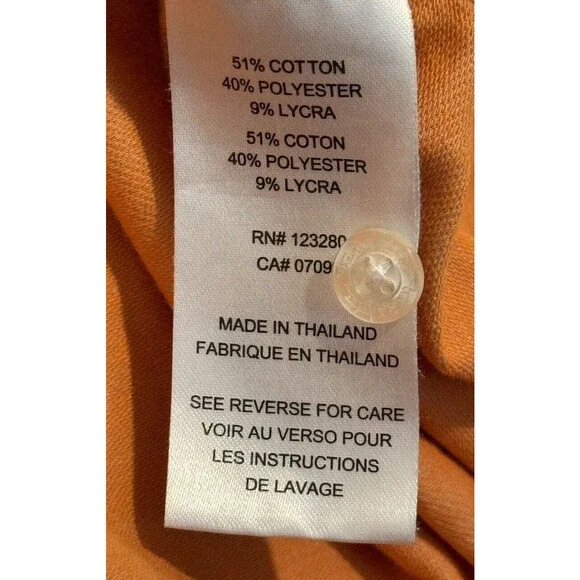 51% COTTON
40% POLYESTER
9% LYCRA
51% COTON
40% POLYESTER
9% LYCRA
RN# 123280
CA#
MADE IN THAILAND
FABRIQUE EN THAILAND
SEE REVERSE FOR CARE
VOIR AU VERSO POUR
LES INSTRUCTIONS
DE LAVAGE